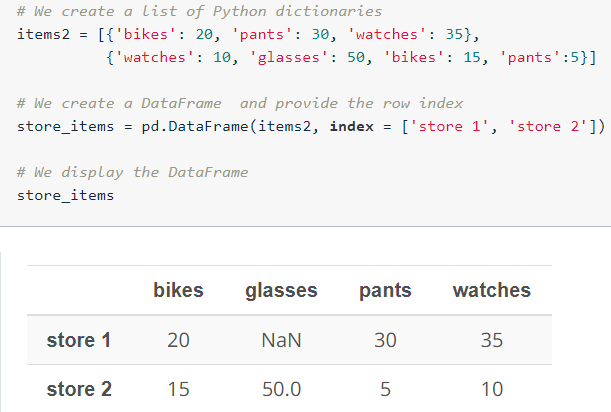 # We create a list of Python dictionaries
items2 = [{'bikes': 20, 'pants': 30, 'watches': 35},
          {'watches': 10, 'glasses': 50, 'bikes': 15, 'pants':5}]
# We create a DataFrame  and provide the row index
store_items = pd.DataFrame(items2, index = ['store 1', 'store 2'])
# We display the DataFrame
store_items
bikes glasses pants watches
store 1 20 NaN 30 35
store 2 15 50.0 5 10